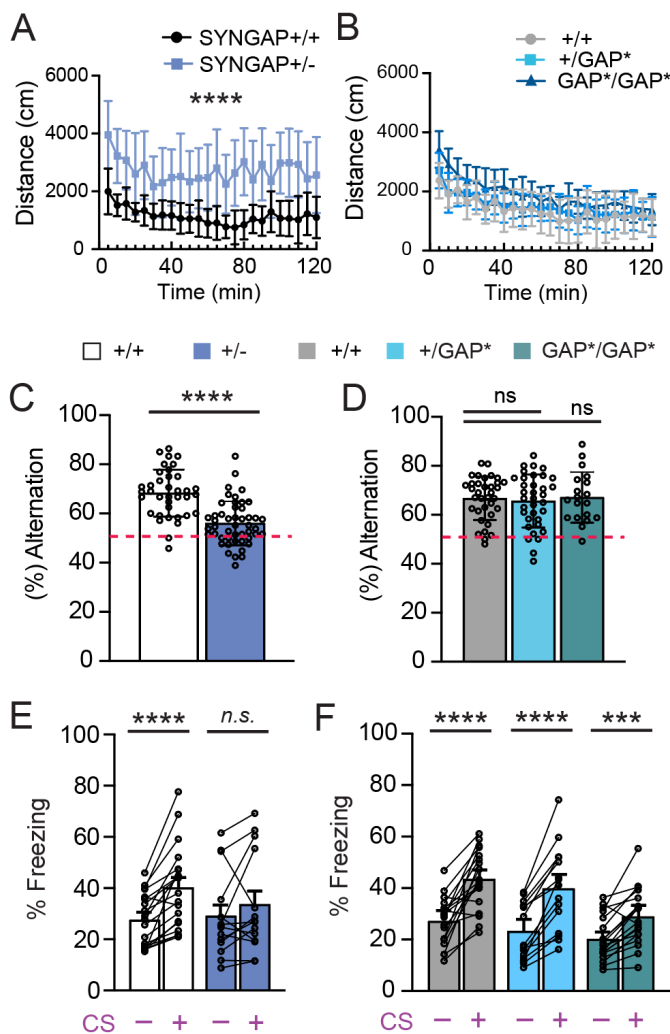 A
SYNGAP+/+
SYNGAP+/-
****
Distance (cm)
6000
4000
2000
0
0
40
80
120
Time (min)
B
+/+
+/GAP*
GAP*/GAP*
Distance (cm)
6000
4000
2000
0
0
40
80
120
Time (min)
+/+ +/- +/+ +/GAP* GAP*/GAP*
C
****
(%) Alternation
100
80
60
40
20
0
D
ns
ns
(%) Alternation
100
80
60
40
20
0
E
**** n.s.
% Freezing
100
80
60
40
20
0
CS − + − +
F
**** **** ***
% Freezing
100
80
60
40
20
0
− + − + − +